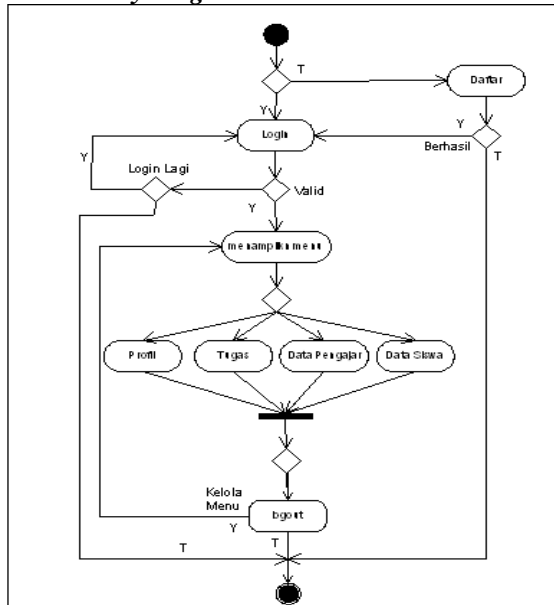 T
Daftar
Y
Y
Login
Berhasil
T
Y
Login Lagi
Y
Valid
menampilkan menu
Profil
Tugas
Data Pengajar
Data Siswa
Kelola
Menu
Y
logout
T
T